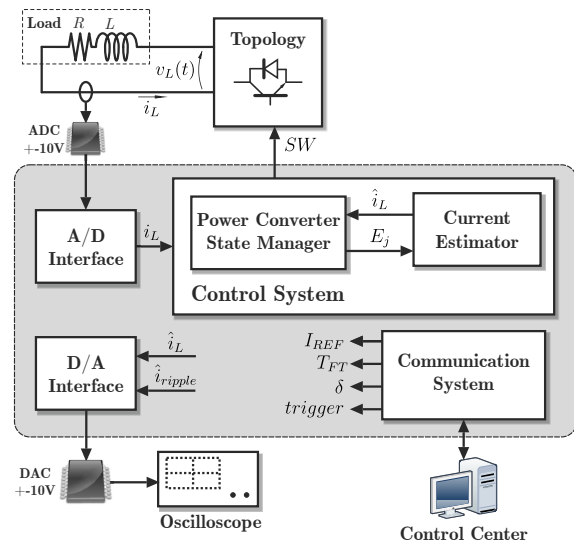 Load R L
Topology
v_L(t)
i_L
ADC
+-10V
SW
A/D
Interface
i_L
Power Converter
State Manager
î_L
E_j
Current
Estimator
Control System
D/A
Interface
î_L
î_ripple
I_REF
T_FT
δ
trigger
Communication
System
DAC
+-10V
Oscilloscope
Control Center